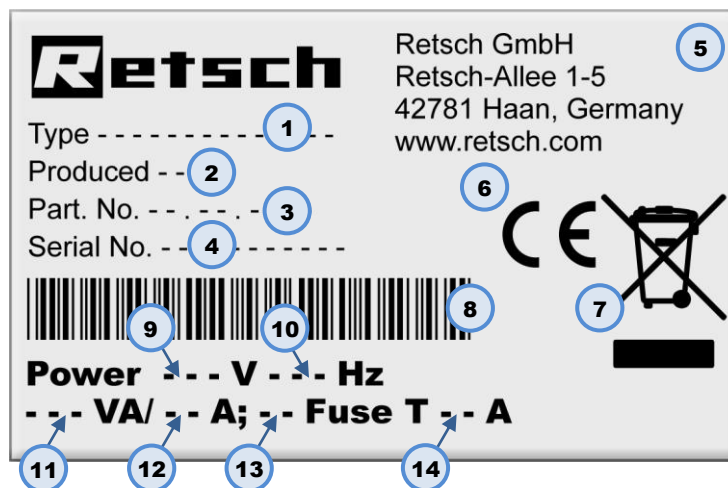 Retsch
Retsch GmbH
Retsch-Allee 1-5
42781 Haan, Germany
www.retsch.com
5
Type - - - - - - - - - - - - - - - - 1
Produced - - 2
Part. No. - - . - - . - 3
Serial No. - - 4 - - - - - - -
6
CE
7
8
9
10
Power - - - V - - - Hz
- - - VA/ - - A; - - Fuse T - - A
11
12
13
14